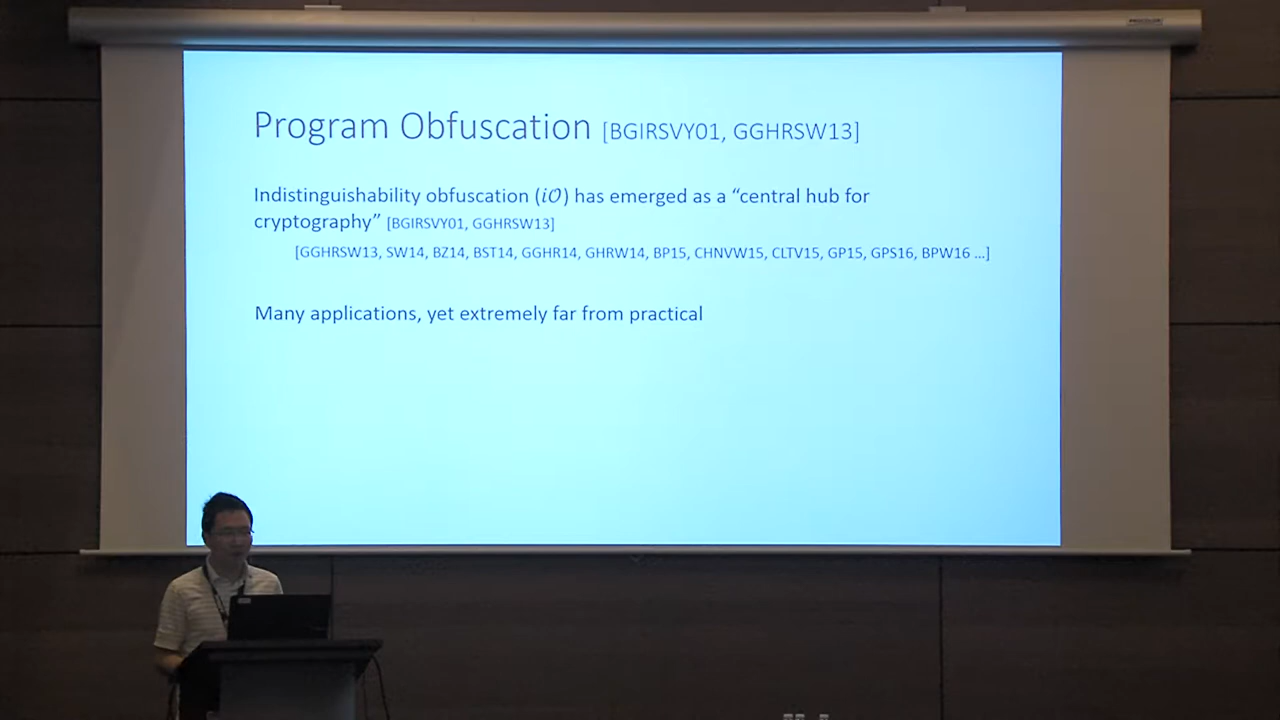 Program Obfuscation [BGIRSVY01, GGHRSW13]
Indistinguishability obfuscation (iO) has emerged as a “central hub for
cryptography” [BGIRSVY01, GGHRSW13]
[GGHRSW13, SW14, BZ14, BST14, GGHR14, GHRW14, BP15, CHNVW15, CLTV15, GP15, GPS16, BPW16 …]
Many applications, yet extremely far from practical